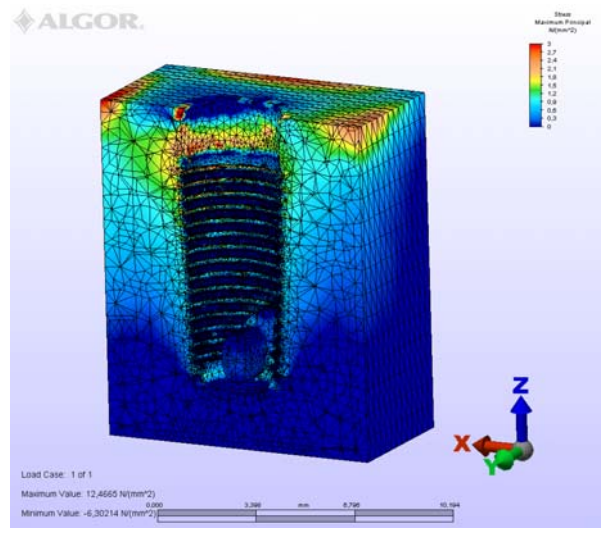 ALGOR.
Stress
Maximum Principal
N/(mm^2)
3
2,7
2,4
2,1
1,8
1,5
1,2
0,9
0,6
0,3
0
Z
X
Y
Load Case: 1 of 1
Maximum Value: 12,4665 N/(mm^2)
Minimum Value: -6,30214 N/(mm^2)
0,000 3,398 mm 6,795 10,194